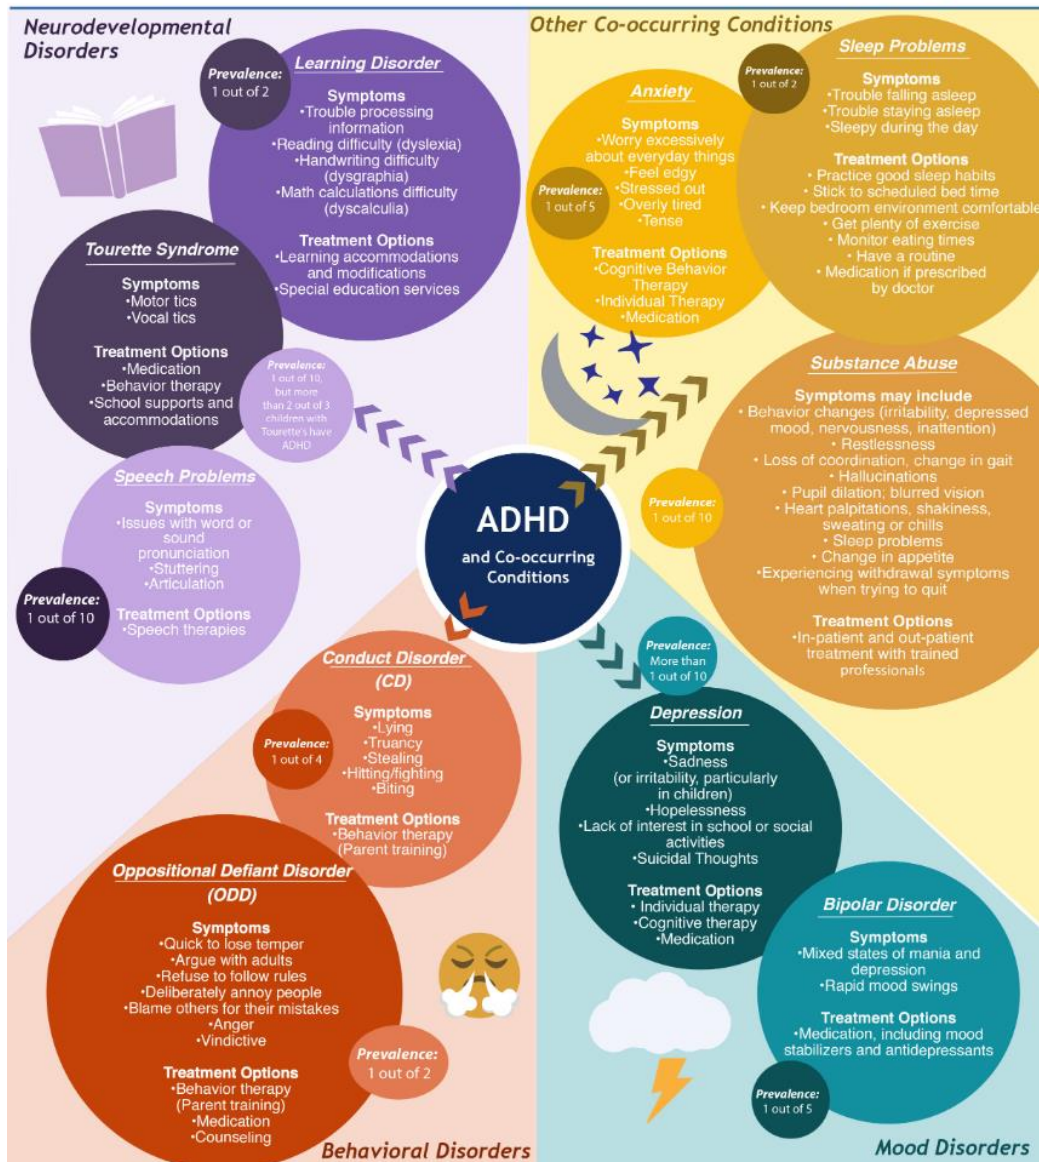 Neurodevelopmental
Disorders
Prevalence:
1 out of 2
Learning Disorder
Symptoms
•Trouble processing
information
•Reading difficulty (dyslexia)
•Handwriting difficulty
(dysgraphia)
•Math calculations difficulty
(dyscalculia)
Treatment Options
•Learning accommodations
and modifications
•Special education services
Tourette Syndrome
Symptoms
•Motor tics
•Vocal tics
Treatment Options
•Medication
•Behavior therapy
•School supports and
accommodations
Prevalence:
1 out of 10,
but more
than 2 out of 3
children with
Tourette's have
ADHD
Speech Problems
Symptoms
•Issues with word or
sound
pronunciation
•Stuttering
•Articulation
Treatment Options
•Speech therapies
Prevalence:
1 out of 10
Other Co-occurring Conditions
Anxiety
Symptoms
•Worry excessively
about everyday things
•Feel edgy
•Stressed out
•Overly tired
•Tense
Treatment Options
•Cognitive Behavior
Therapy
•Individual Therapy
•Medication
Prevalence:
1 out of 5
Prevalence:
1 out of 2
Sleep Problems
Symptoms
•Trouble falling asleep
•Trouble staying asleep
•Sleepy during the day
Treatment Options
• Practice good sleep habits
• Stick to scheduled bed time
• Keep bedroom environment comfortable
• Get plenty of exercise
• Monitor eating times
• Have a routine
• Medication if prescribed
by doctor
Substance Abuse
Symptoms may include
• Behavior changes (irritability, depressed
mood, nervousness, inattention)
• Restlessness
• Loss of coordination, change in gait
• Hallucinations
• Pupil dilation; blurred vision
• Heart palpitations, shakiness,
sweating or chills
• Sleep problems
• Change in appetite
•Experiencing withdrawal symptoms
when trying to quit
Treatment Options
•In-patient and out-patient
treatment with trained
professionals
Prevalence:
1 out of 10
ADHD
and Co-occurring
Conditions
Conduct Disorder
(CD)
Symptoms
•Lying
•Truancy
•Stealing
•Hitting/fighting
•Biting
Treatment Options
•Behavior therapy
(Parent training)
Prevalence:
1 out of 4
Oppositional Defiant Disorder
(ODD)
Symptoms
•Quick to lose temper
•Argue with adults
•Refuse to follow rules
•Deliberately annoy people
•Blame others for their mistakes
•Anger
•Vindictive
Treatment Options
•Behavior therapy
(Parent training)
•Medication
•Counseling
Prevalence:
1 out of 2
Behavioral Disorders
Prevalence:
More than
1 out of 10
Depression
Symptoms
•Sadness
(or irritability, particularly
in children)
•Hopelessness
•Lack of interest in school or social
activities
•Suicidal Thoughts
Treatment Options
• Individual therapy
•Cognitive therapy
•Medication
Bipolar Disorder
Symptoms
•Mixed states of mania and
depression
•Rapid mood swings
Treatment Options
•Medication, including mood
stabilizers and antidepressants
Prevalence:
1 out of 5
Mood Disorders